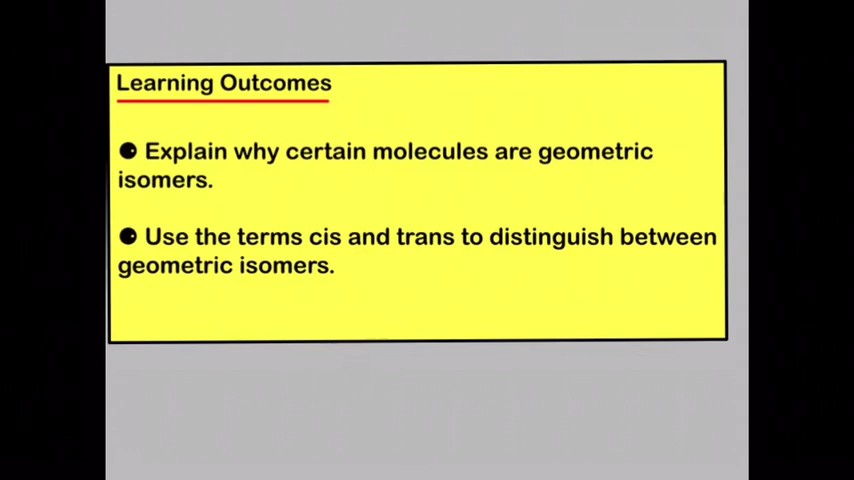 Learning Outcomes
● Explain why certain molecules are geometric
isomers.
● Use the terms cis and trans to distinguish between
geometric isomers.